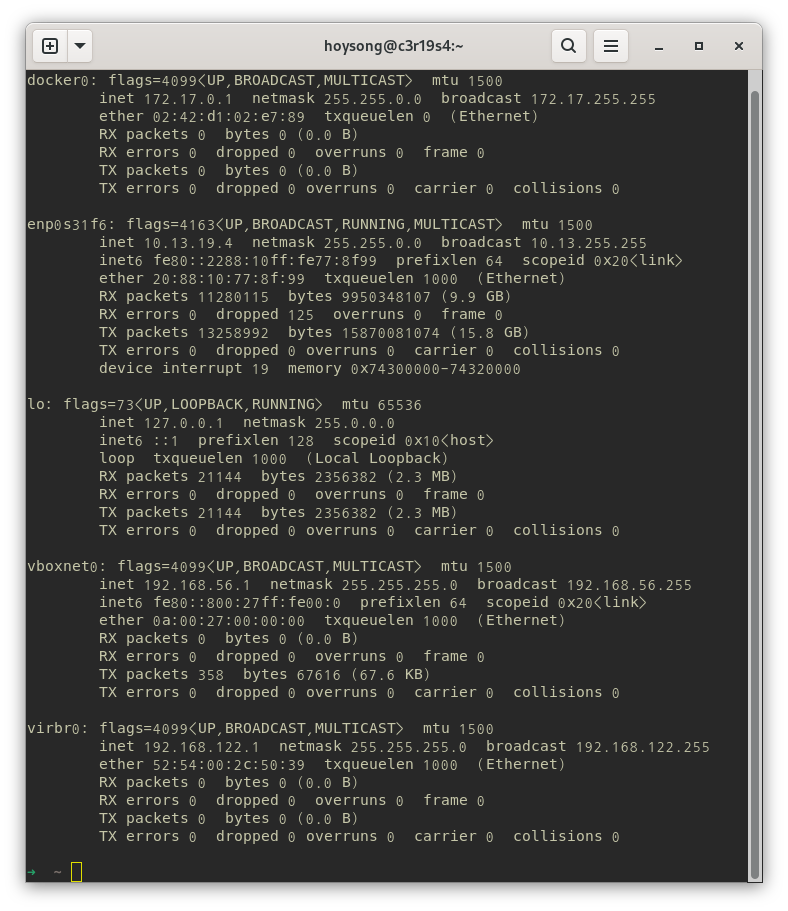 hoysong@c3r19s4:~
docker0: flags=4099<UP,BROADCAST,MULTICAST>  mtu 1500
        inet 172.17.0.1  netmask 255.255.0.0  broadcast 172.17.255.255
        ether 02:42:d1:02:e7:89  txqueuelen 0  (Ethernet)
        RX packets 0  bytes 0 (0.0 B)
        RX errors 0  dropped 0  overruns 0  frame 0
        TX packets 0  bytes 0 (0.0 B)
        TX errors 0  dropped 0 overruns 0  carrier 0  collisions 0

enp0s31f6: flags=4163<UP,BROADCAST,RUNNING,MULTICAST>  mtu 1500
        inet 10.13.19.4  netmask 255.255.0.0  broadcast 10.13.255.255
        inet6 fe80::2288:10ff:fe77:8f99  prefixlen 64  scopeid 0x20<link>
        ether 20:88:10:77:8f:99  txqueuelen 1000  (Ethernet)
        RX packets 11280115  bytes 9950348107 (9.9 GB)
        RX errors 0  dropped 125  overruns 0  frame 0
        TX packets 13258992  bytes 15870081074 (15.8 GB)
        TX errors 0  dropped 0 overruns 0  carrier 0  collisions 0
        device interrupt 19  memory 0x74300000-74320000

lo: flags=73<UP,LOOPBACK,RUNNING>  mtu 65536
        inet 127.0.0.1  netmask 255.0.0.0
        inet6 ::1  prefixlen 128  scopeid 0x10<host>
        loop  txqueuelen 1000  (Local Loopback)
        RX packets 21144  bytes 2356382 (2.3 MB)
        RX errors 0  dropped 0  overruns 0  frame 0
        TX packets 21144  bytes 2356382 (2.3 MB)
        TX errors 0  dropped 0 overruns 0  carrier 0  collisions 0

vboxnet0: flags=4099<UP,BROADCAST,MULTICAST>  mtu 1500
        inet 192.168.56.1  netmask 255.255.255.0  broadcast 192.168.56.255
        inet6 fe80::800:27ff:fe00:0  prefixlen 64  scopeid 0x20<link>
        ether 0a:00:27:00:00:00  txqueuelen 1000  (Ethernet)
        RX packets 0  bytes 0 (0.0 B)
        RX errors 0  dropped 0  overruns 0  frame 0
        TX packets 358  bytes 67616 (67.6 KB)
        TX errors 0  dropped 0 overruns 0  carrier 0  collisions 0

virbr0: flags=4099<UP,BROADCAST,MULTICAST>  mtu 1500
        inet 192.168.122.1  netmask 255.255.255.0  broadcast 192.168.122.255
        ether 52:54:00:2c:50:39  txqueuelen 1000  (Ethernet)
        RX packets 0  bytes 0 (0.0 B)
        RX errors 0  dropped 0  overruns 0  frame 0
        TX packets 0  bytes 0 (0.0 B)
        TX errors 0  dropped 0 overruns 0  carrier 0  collisions 0

➜  ~